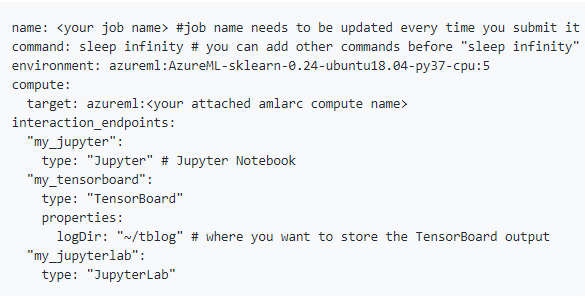 name: <your job name> #job name needs to be updated every time you submit it
command: sleep infinity # you can add other commands before "sleep infinity"
environment: azureml:AzureML-sklearn-0.24-ubuntu18.04-py37-cpu:5
compute:
  target: azureml:<your attached amlarc compute name>
interaction_endpoints:
  "my_jupyter":
    type: "Jupyter" # Jupyter Notebook
  "my_tensorboard":
    type: "TensorBoard"
    properties:
      logDir: "~/tblog" # where you want to store the TensorBoard output
  "my_jupyterlab":
    type: "JupyterLab"